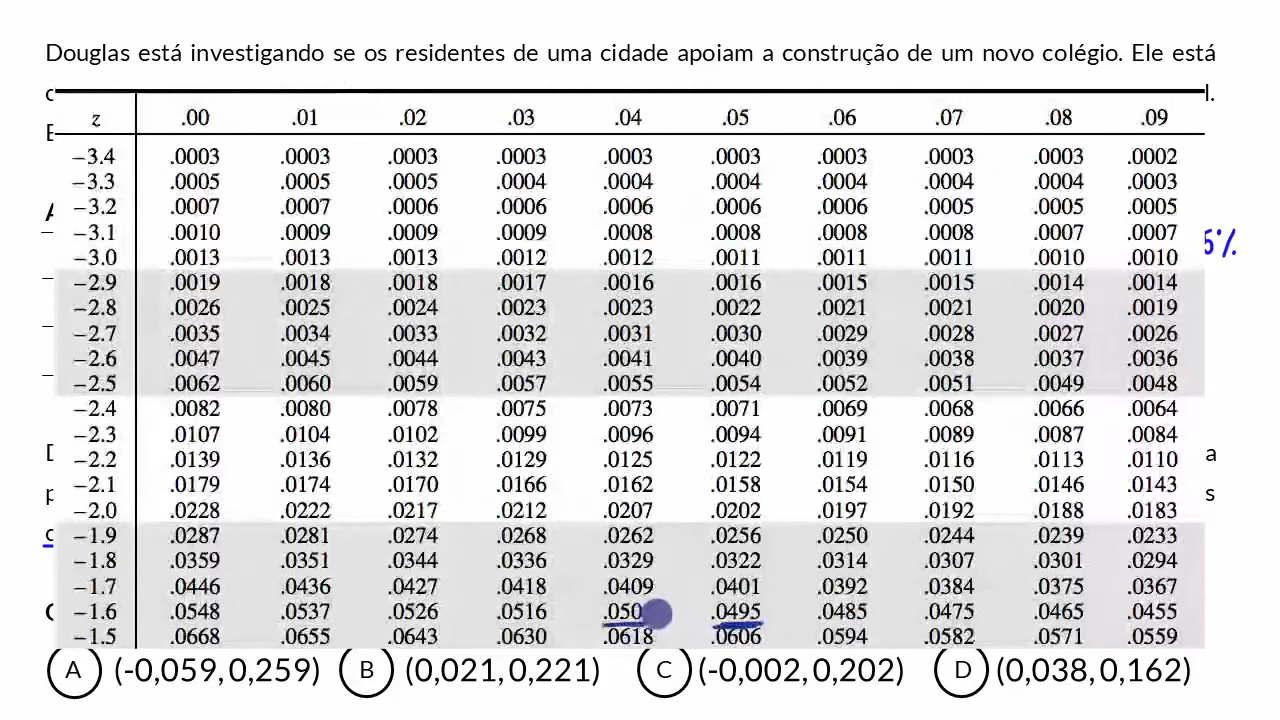 Douglas está investigando se os residentes de uma cidade apoiam a construção de um novo colégio. Ele está
l.
E
z .00 .01 .02 .03 .04 .05 .06 .07 .08 .09
−3.4 .0003 .0003 .0003 .0003 .0003 .0003 .0003 .0003 .0003 .0002
−3.3 .0005 .0005 .0005 .0004 .0004 .0004 .0004 .0004 .0004 .0003
−3.2 .0007 .0007 .0006 .0006 .0006 .0006 .0006 .0005 .0005 .0005
−3.1 .0010 .0009 .0009 .0009 .0008 .0008 .0008 .0008 .0007 .0007 5%
−3.0 .0013 .0013 .0013 .0012 .0012 .0011 .0011 .0011 .0010 .0010
−2.9 .0019 .0018 .0018 .0017 .0016 .0016 .0015 .0015 .0014 .0014
−2.8 .0026 .0025 .0024 .0023 .0023 .0022 .0021 .0021 .0020 .0019
−2.7 .0035 .0034 .0033 .0032 .0031 .0030 .0029 .0028 .0027 .0026
−2.6 .0047 .0045 .0044 .0043 .0041 .0040 .0039 .0038 .0037 .0036
−2.5 .0062 .0060 .0059 .0057 .0055 .0054 .0052 .0051 .0049 .0048
−2.4 .0082 .0080 .0078 .0075 .0073 .0071 .0069 .0068 .0066 .0064
−2.3 .0107 .0104 .0102 .0099 .0096 .0094 .0091 .0089 .0087 .0084
−2.2 .0139 .0136 .0132 .0129 .0125 .0122 .0119 .0116 .0113 .0110 a
−2.1 .0179 .0174 .0170 .0166 .0162 .0158 .0154 .0150 .0146 .0143 s
−2.0 .0228 .0222 .0217 .0212 .0207 .0202 .0197 .0192 .0188 .0183
−1.9 .0287 .0281 .0274 .0268 .0262 .0256 .0250 .0244 .0239 .0233
−1.8 .0359 .0351 .0344 .0336 .0329 .0322 .0314 .0307 .0301 .0294
−1.7 .0446 .0436 .0427 .0418 .0409 .0401 .0392 .0384 .0375 .0367
−1.6 .0548 .0537 .0526 .0516 .050 .0495 .0485 .0475 .0465 .0455
−1.5 .0668 .0655 .0643 .0630 .0618 .0606 .0594 .0582 .0571 .0559
A (-0,059, 0,259) B (0,021, 0,221) C (-0,002, 0,202) D (0,038, 0,162)